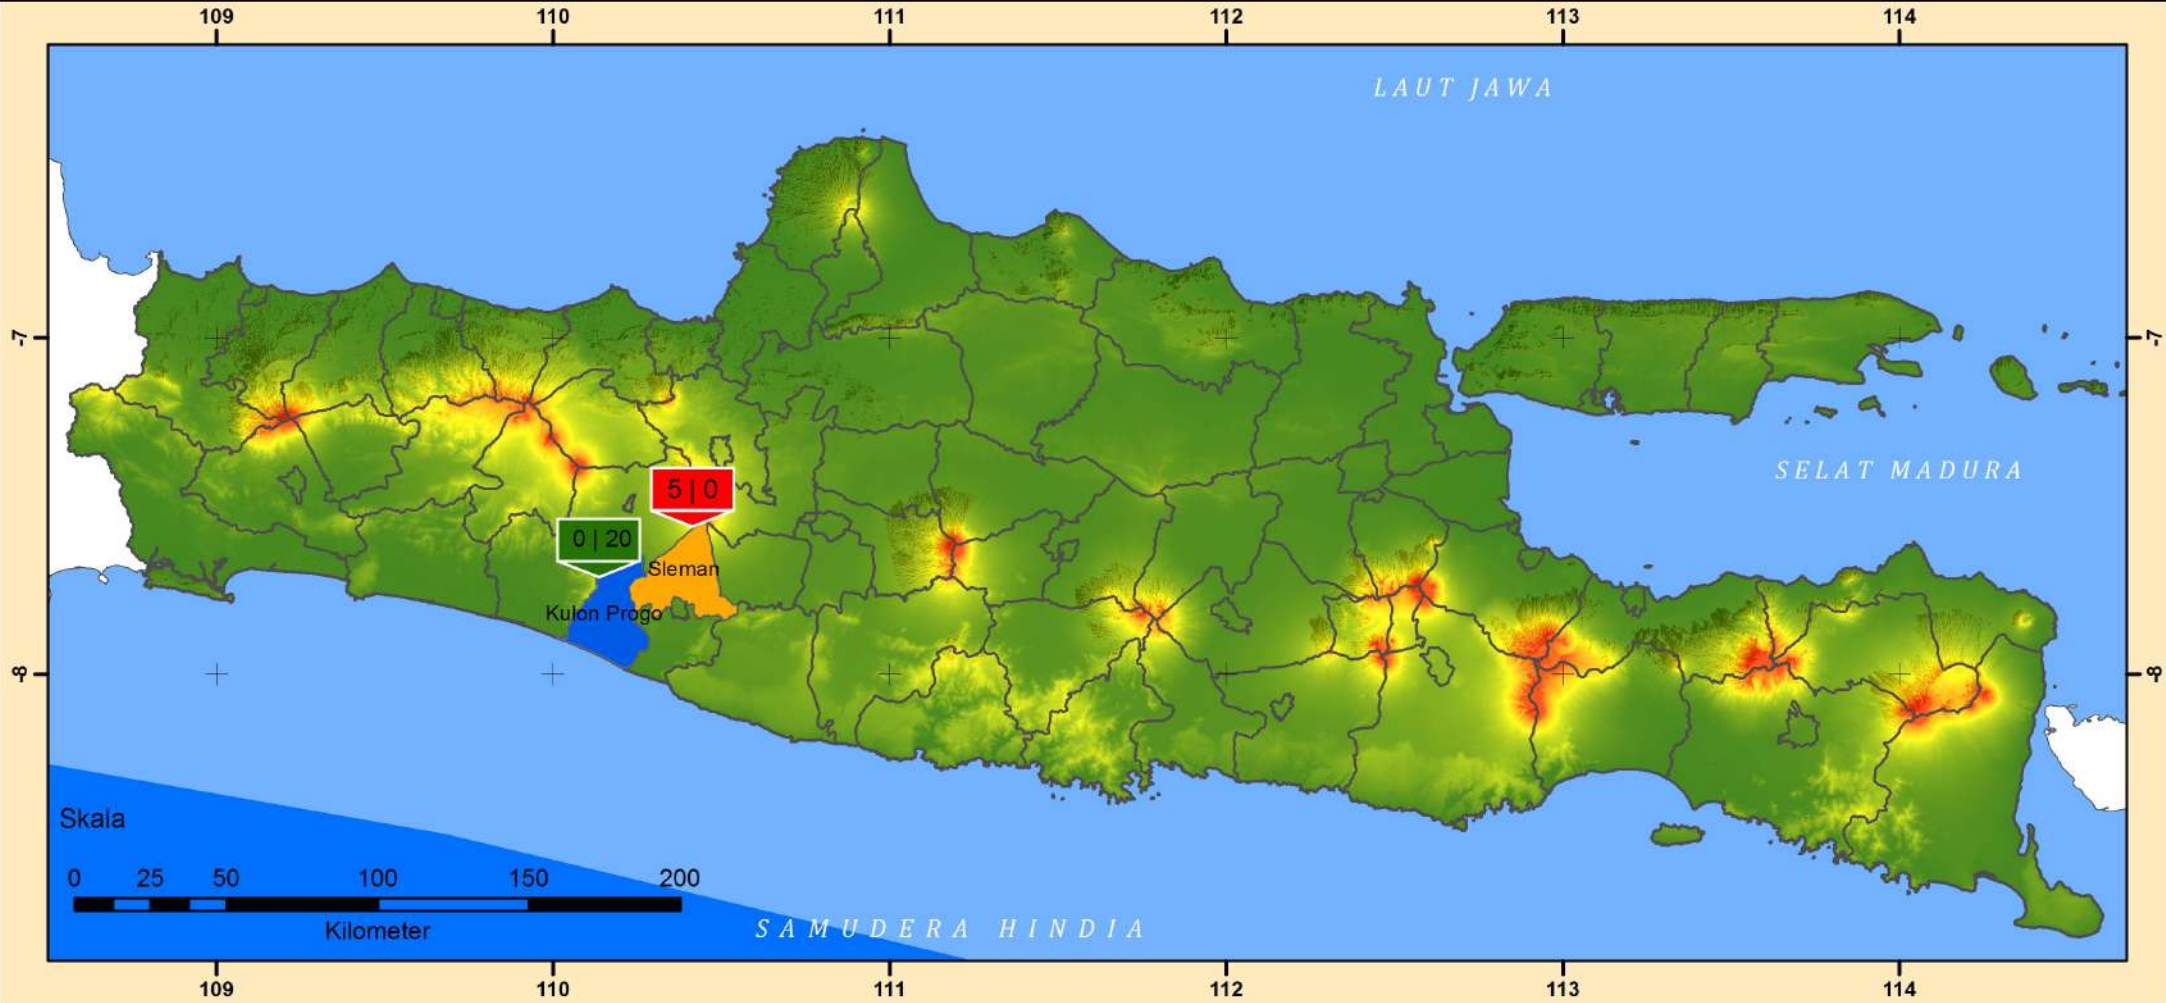 109 110 111 112 113 114
LAUT JAWA
-7 -7
SELAT MADURA
5 | 0
0 | 20
Sleman
Kulon Progo
-8 -8
Skala
0 25 50 100 150 200
Kilometer
SAMUDERA HINDIA
109 110 111 112 113 114